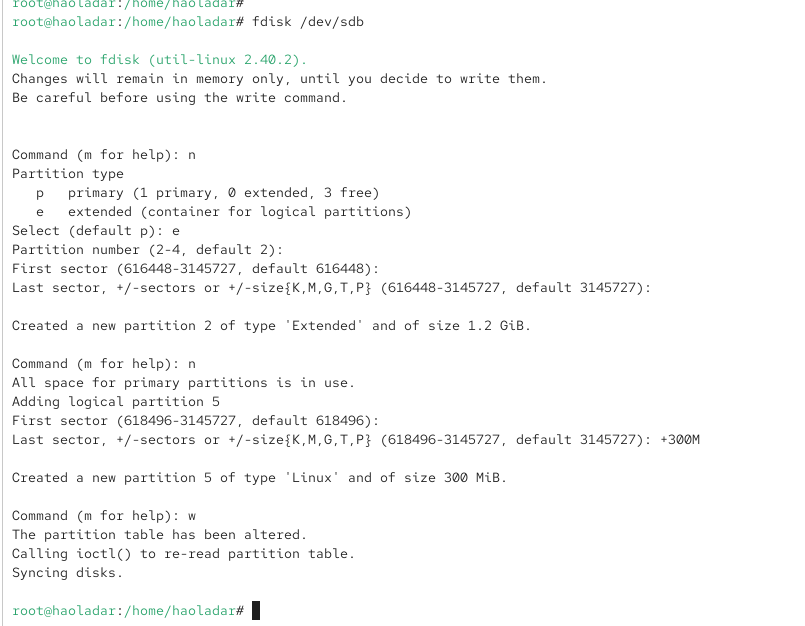 root@haoladar:/home/haoladar#
root@haoladar:/home/haoladar# fdisk /dev/sdb
Welcome to fdisk (util-linux 2.40.2).
Changes will remain in memory only, until you decide to write them.
Be careful before using the write command.
Command (m for help): n
Partition type
   p   primary (1 primary, 0 extended, 3 free)
   e   extended (container for logical partitions)
Select (default p): e
Partition number (2-4, default 2):
First sector (616448-3145727, default 616448):
Last sector, +/-sectors or +/-size{K,M,G,T,P} (616448-3145727, default 3145727):
Created a new partition 2 of type 'Extended' and of size 1.2 GiB.
Command (m for help): n
All space for primary partitions is in use.
Adding logical partition 5
First sector (618496-3145727, default 618496):
Last sector, +/-sectors or +/-size{K,M,G,T,P} (618496-3145727, default 3145727): +300M
Created a new partition 5 of type 'Linux' and of size 300 MiB.
Command (m for help): w
The partition table has been altered.
Calling ioctl() to re-read partition table.
Syncing disks.
root@haoladar:/home/haoladar#